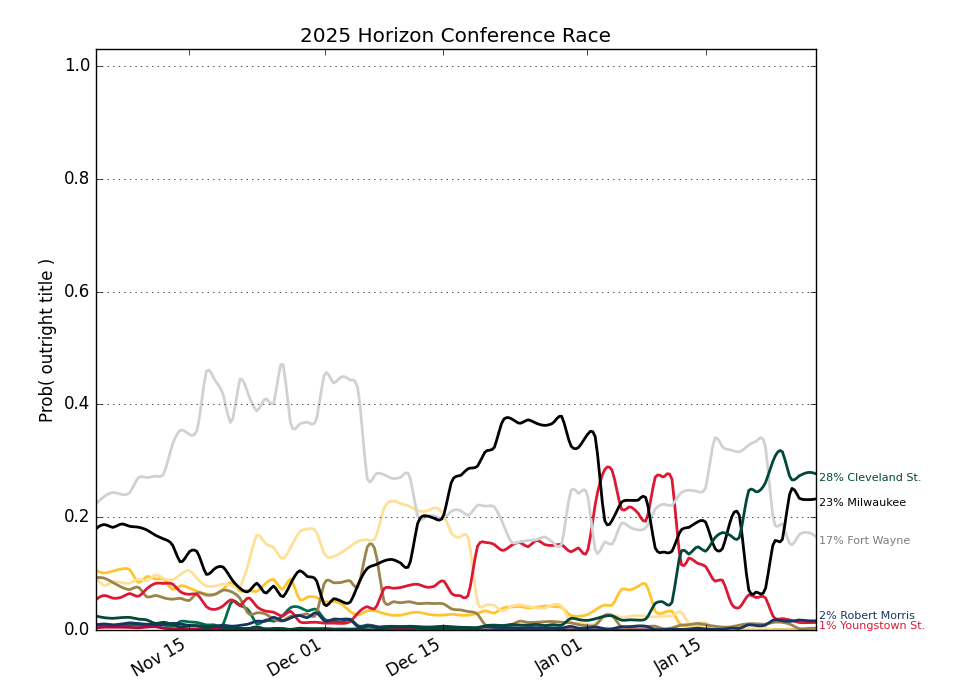 2025 Horizon Conference Race
1.0
0.8
0.6
0.4
0.2
0.0
Prob( outright title )
28% Cleveland St.
23% Milwaukee
17% Fort Wayne
2% Robert Morris
1% Youngstown St.
Nov 15
Dec 01
Dec 15
Jan 01
Jan 15